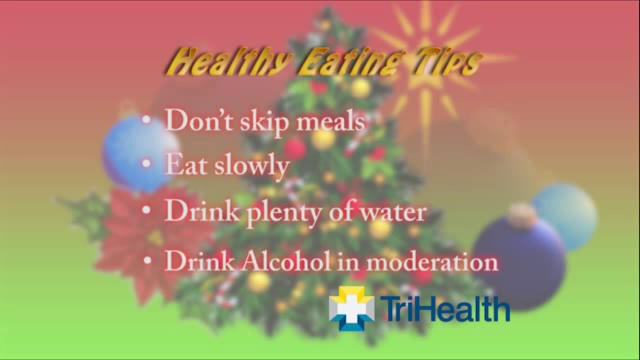 Healthy Eating Tips
• Don't skip meals
• Eat slowly
• Drink plenty of water
• Drink Alcohol in moderation
TriHealth